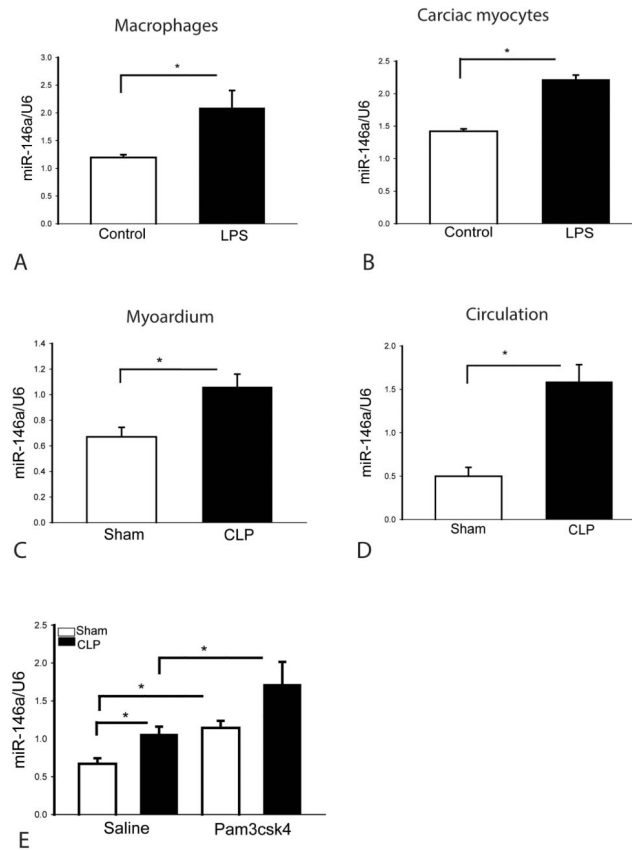 Macrophages
*
miR-146a/U6
3.0
2.5
2.0
1.5
1.0
0.5
0.0
Control LPS
A
Carciac myocytes
*
miR-146a/U6
2.5
2.0
1.5
1.0
0.5
0.0
Control LPS
B
Myoardium
*
miR-146a/U6
1.4
1.2
1.0
0.8
0.6
0.4
0.2
0.0
Sham CLP
C
Circulation
*
miR-146a/U6
2.0
1.5
1.0
0.5
0.0
Sham CLP
D
Sham
CLP
*
*
*
miR-146a/U6
2.5
2.0
1.5
1.0
0.5
0.0
Saline Pam3csk4
E